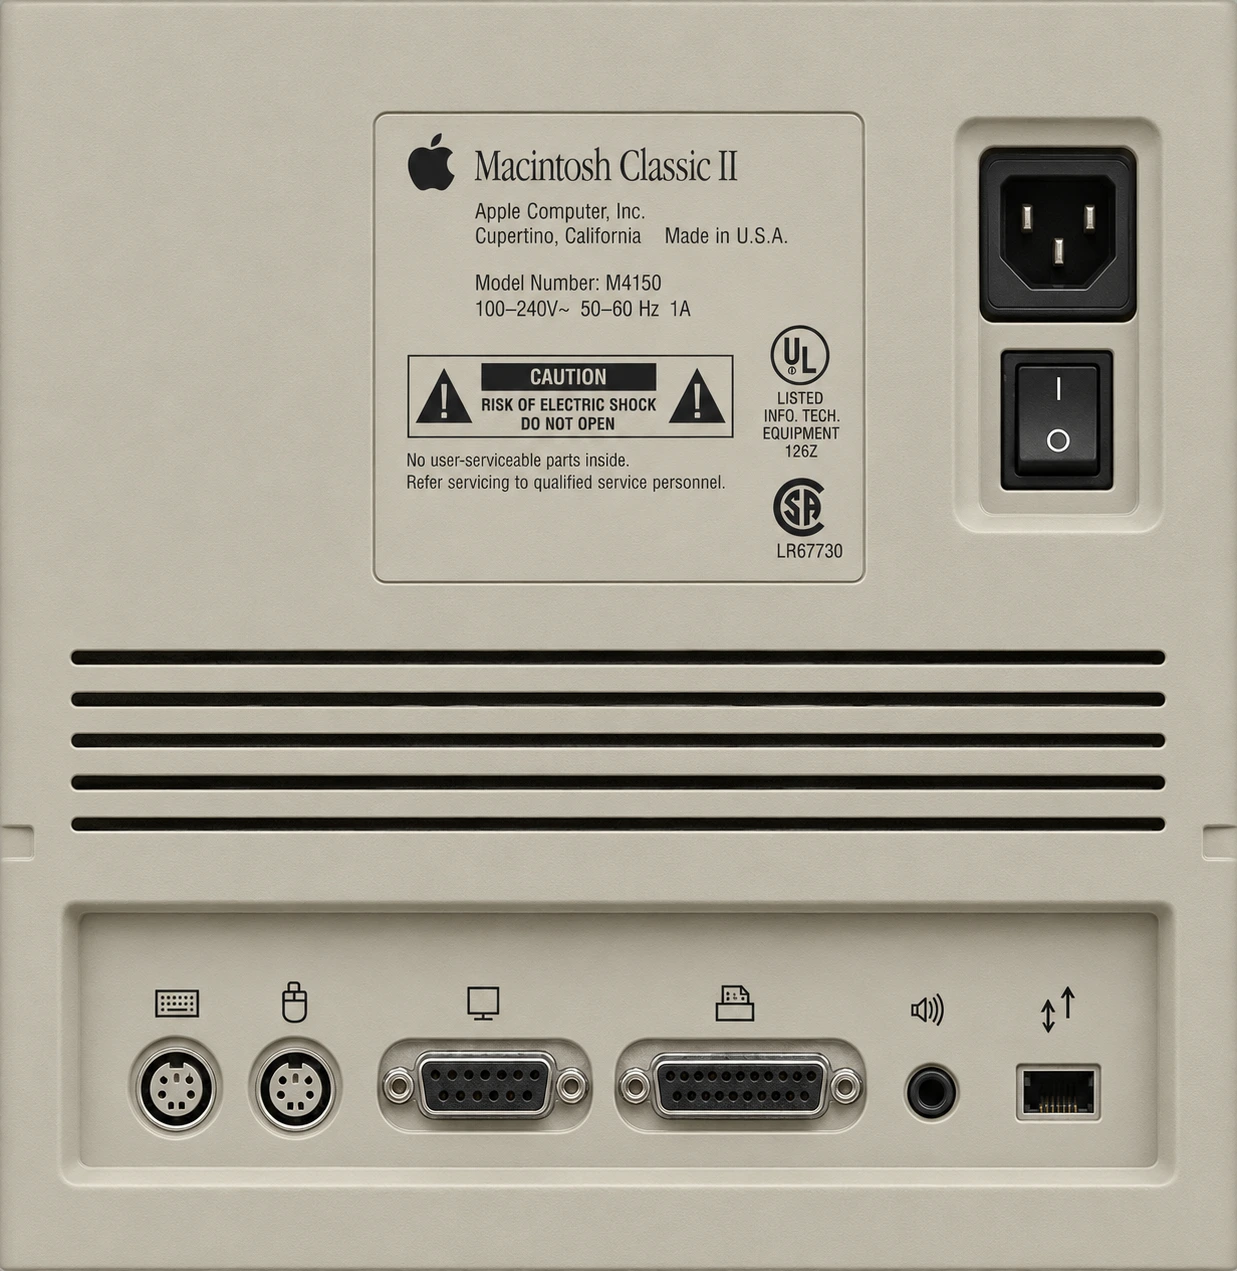 Macintosh Classic II
Apple Computer, Inc.
Cupertino, California Made in U.S.A.
Model Number: M4150
100–240V~ 50–60 Hz 1A
CAUTION
RISK OF ELECTRIC SHOCK
DO NOT OPEN
No user-serviceable parts inside.
Refer servicing to qualified service personnel.
UL
LISTED
INFO. TECH.
EQUIPMENT
126Z
SA
LR67730